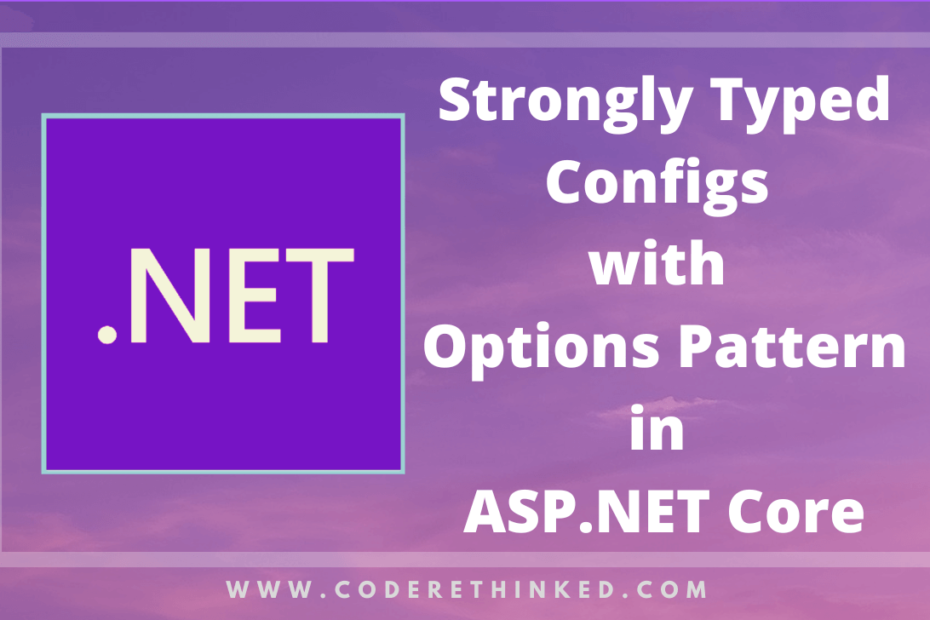 .NET
Strongly Typed
Configs
with
Options Pattern
in
ASP.NET Core
WWW.CODERETHINKED.COM